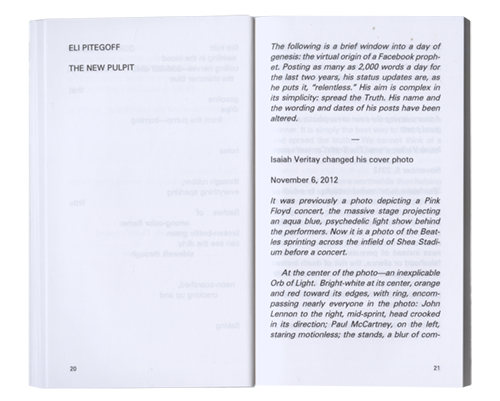 ELI PITEGOFF
THE NEW PULPIT
20
The following is a brief window into a day of
genesis: the virtual origin of a Facebook proph-
et. Posting as many as 2,000 words a day for
the last two years, his status updates are, as
he puts it, “relentless.” His aim is complex in
its simplicity: spread the Truth. His name and
the wording and dates of his posts have been
altered.
—
Isaiah Veritay changed his cover photo
November 6, 2012
It was previously a photo depicting a Pink
Floyd concert, the massive stage projecting
an aqua blue, psychedelic light show behind
the performers. Now it is a photo of the Beat-
les sprinting across the infield of Shea Stadi-
um before a concert.
At the center of the photo—an inexplicable
Orb of Light. Bright-white at its center, orange
and red toward its edges, with ring, encom-
passing nearly everyone in the photo: John
Lennon to the right, mid-sprint, head crooked
in its direction; Paul McCartney, on the left,
staring motionless; the stands, a blur of com-
21